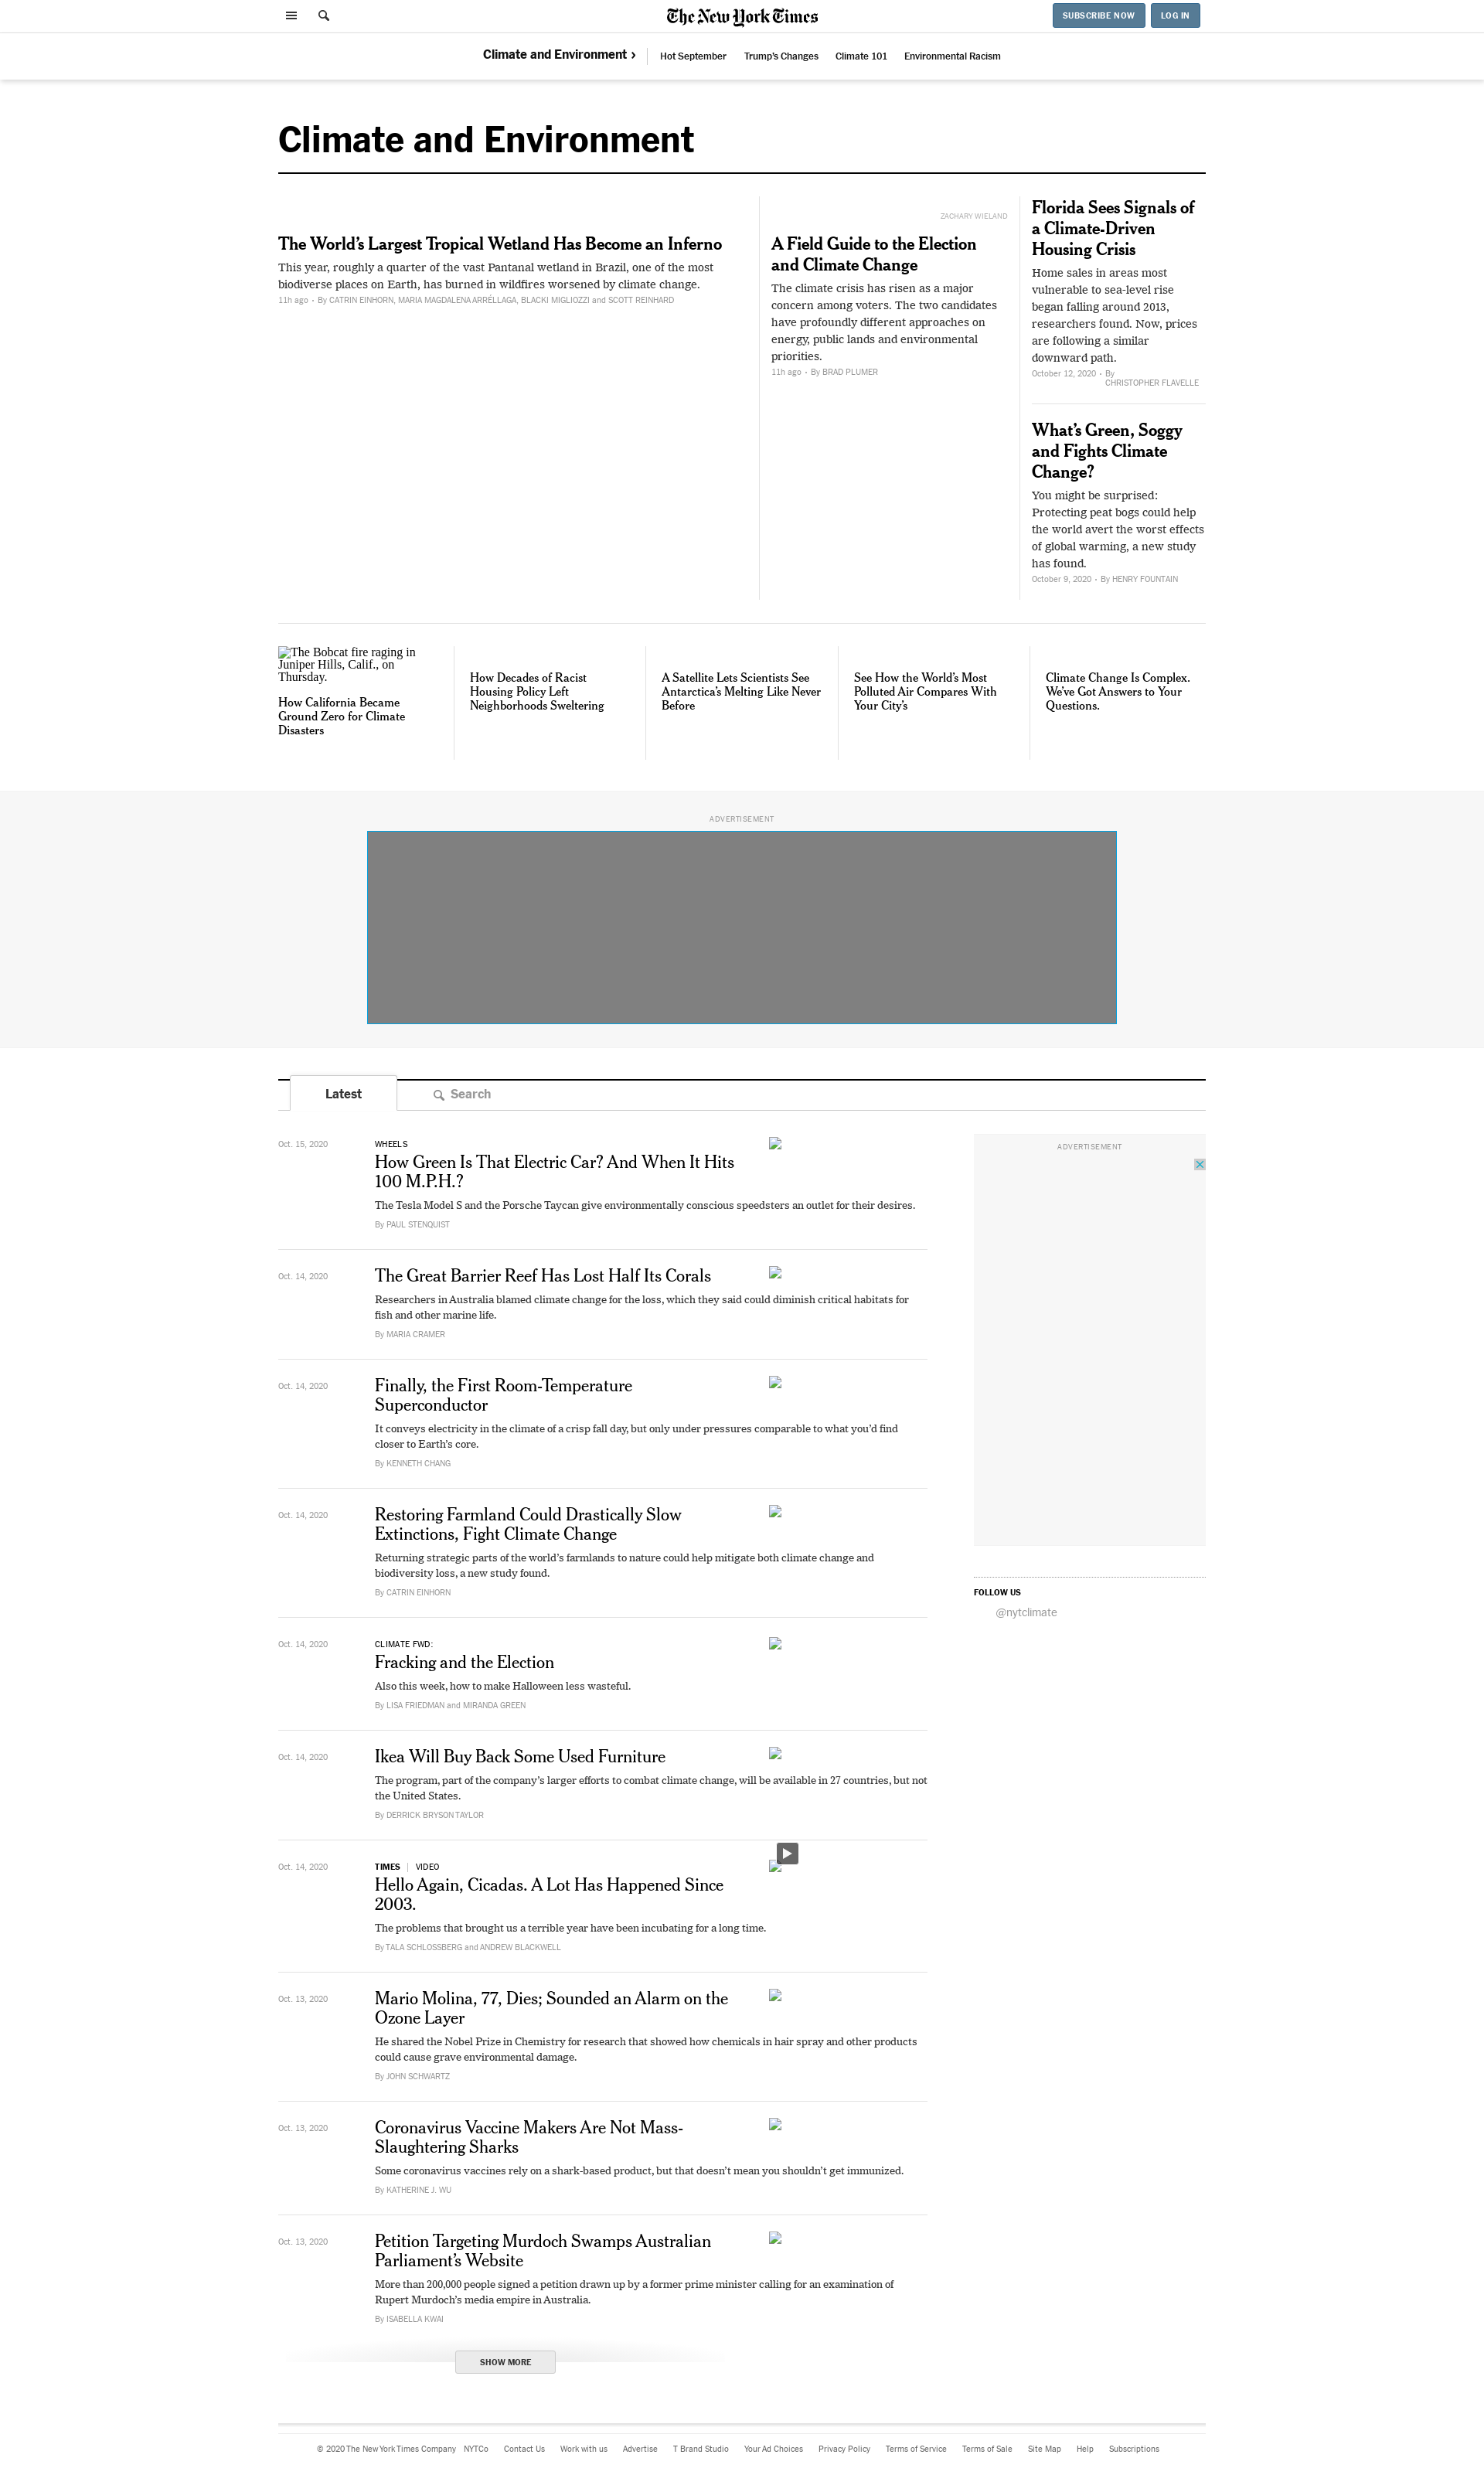 The New York Times
SUBSCRIBE NOW
LOG IN
Climate and Environment ›
Hot September
Trump's Changes
Climate 101
Environmental Racism
Climate and Environment
The World's Largest Tropical Wetland Has Become an Inferno
This year, roughly a quarter of the vast Pantanal wetland in Brazil, one of the most
biodiverse places on Earth, has burned in wildfires worsened by climate change.
11h ago • By CATRIN EINHORN, MARIA MAGDALENA ARRÉLLAGA, BLACKI MIGLIOZZI and SCOTT REINHARD
ZACHARY WIELAND
A Field Guide to the Election
and Climate Change
The climate crisis has risen as a major
concern among voters. The two candidates
have profoundly different approaches on
energy, public lands and environmental
priorities.
11h ago • By BRAD PLUMER
Florida Sees Signals of
a Climate-Driven
Housing Crisis
Home sales in areas most
vulnerable to sea-level rise
began falling around 2013,
researchers found. Now, prices
are following a similar
downward path.
October 12, 2020 • By
CHRISTOPHER FLAVELLE
What's Green, Soggy
and Fights Climate
Change?
You might be surprised:
Protecting peat bogs could help
the world avert the worst effects
of global warming, a new study
has found.
October 9, 2020 • By HENRY FOUNTAIN
The Bobcat fire raging in
Juniper Hills, Calif., on
Thursday.
How California Became
Ground Zero for Climate
Disasters
How Decades of Racist
Housing Policy Left
Neighborhoods Sweltering
A Satellite Lets Scientists See
Antarctica's Melting Like Never
Before
See How the World's Most
Polluted Air Compares With
Your City's
Climate Change Is Complex.
We've Got Answers to Your
Questions.
ADVERTISEMENT
Latest
Search
Oct. 15, 2020
WHEELS
How Green Is That Electric Car? And When It Hits
100 M.P.H.?
The Tesla Model S and the Porsche Taycan give environmentally conscious speedsters an outlet for their desires.
By PAUL STENQUIST
ADVERTISEMENT
Oct. 14, 2020
The Great Barrier Reef Has Lost Half Its Corals
Researchers in Australia blamed climate change for the loss, which they said could diminish critical habitats for
fish and other marine life.
By MARIA CRAMER
Oct. 14, 2020
Finally, the First Room-Temperature
Superconductor
It conveys electricity in the climate of a crisp fall day, but only under pressures comparable to what you'd find
closer to Earth's core.
By KENNETH CHANG
Oct. 14, 2020
Restoring Farmland Could Drastically Slow
Extinctions, Fight Climate Change
Returning strategic parts of the world's farmlands to nature could help mitigate both climate change and
biodiversity loss, a new study found.
By CATRIN EINHORN
FOLLOW US
@nytclimate
Oct. 14, 2020
CLIMATE FWD:
Fracking and the Election
Also this week, how to make Halloween less wasteful.
By LISA FRIEDMAN and MIRANDA GREEN
Oct. 14, 2020
Ikea Will Buy Back Some Used Furniture
The program, part of the company's larger efforts to combat climate change, will be available in 27 countries, but not
the United States.
By DERRICK BRYSON TAYLOR
Oct. 14, 2020
TIMES | VIDEO
Hello Again, Cicadas. A Lot Has Happened Since
2003.
The problems that brought us a terrible year have been incubating for a long time.
By TALA SCHLOSSBERG and ANDREW BLACKWELL
Oct. 13, 2020
Mario Molina, 77, Dies; Sounded an Alarm on the
Ozone Layer
He shared the Nobel Prize in Chemistry for research that showed how chemicals in hair spray and other products
could cause grave environmental damage.
By JOHN SCHWARTZ
Oct. 13, 2020
Coronavirus Vaccine Makers Are Not Mass-
Slaughtering Sharks
Some coronavirus vaccines rely on a shark-based product, but that doesn't mean you shouldn't get immunized.
By KATHERINE J. WU
Oct. 13, 2020
Petition Targeting Murdoch Swamps Australian
Parliament's Website
More than 200,000 people signed a petition drawn up by a former prime minister calling for an examination of
Rupert Murdoch's media empire in Australia.
By ISABELLA KWAI
SHOW MORE
© 2020 The New York Times Company NYTCo Contact Us Work with us Advertise T Brand Studio Your Ad Choices Privacy Policy Terms of Service Terms of Sale Site Map Help Subscriptions